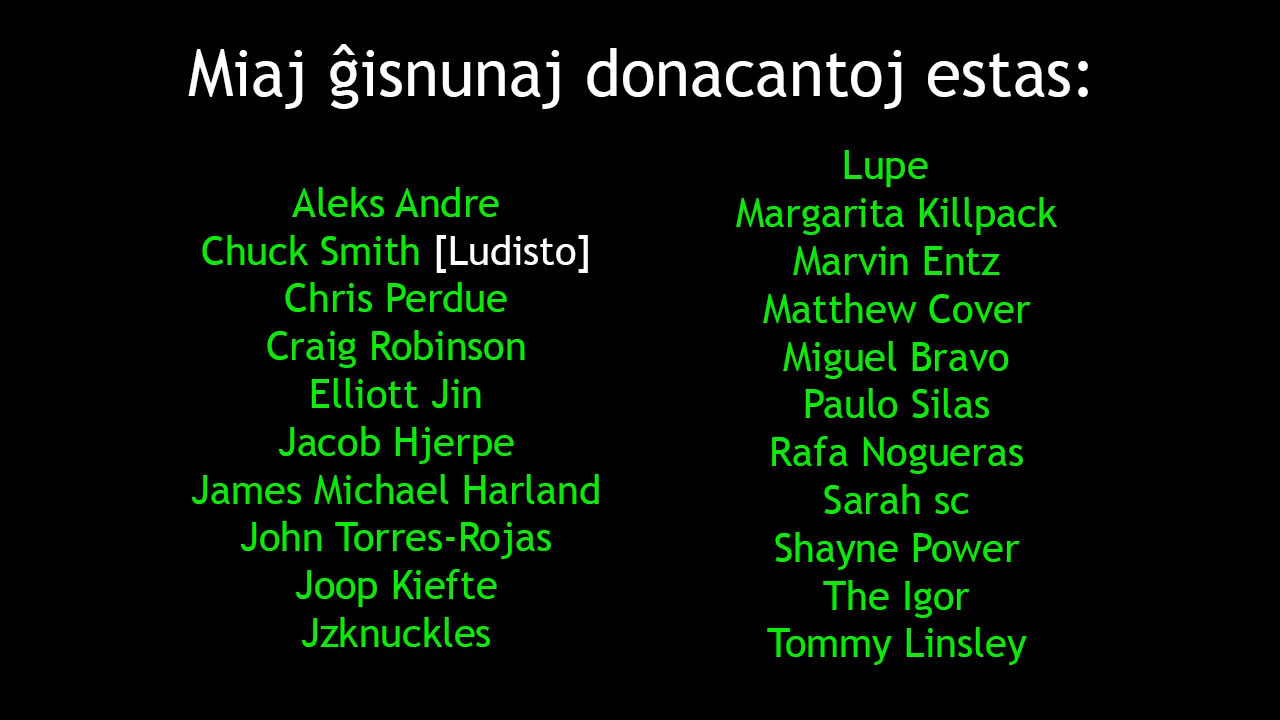 Miaj ĝisnunaj donacantoj estas:
Aleks Andre
Chuck Smith [Ludisto]
Chris Perdue
Craig Robinson
Elliott Jin
Jacob Hjerpe
James Michael Harland
John Torres-Rojas
Joop Kiefte
Jzknuckles
Lupe
Margarita Killpack
Marvin Entz
Matthew Cover
Miguel Bravo
Paulo Silas
Rafa Nogueras
Sarah sc
Shayne Power
The Igor
Tommy Linsley